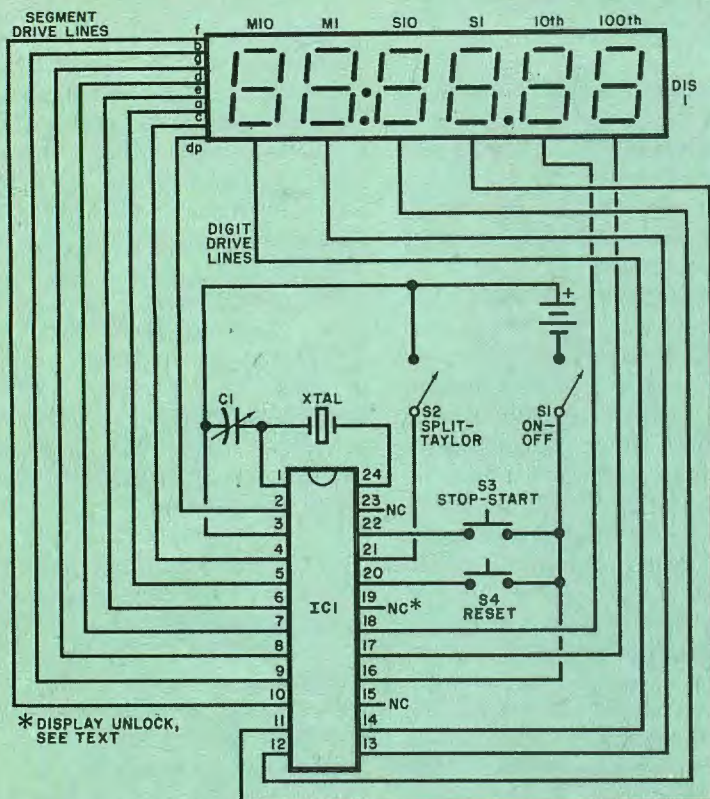 SEGMENT
DRIVE LINES
f
b
g
d
e
a
c
dp
M10 M1 S10 S1 10th 100th
DIS
1
DIGIT
DRIVE
LINES
+
C1
XTAL
S2
SPLIT-
TAYLOR
S1
ON-
OFF
1
2
3
4
5
6
7
8
9
10
11
12
IC1
24
23
22
21
20
19
18
17
16
15
14
13
NC
NC*
NC
S3
STOP-START
S4
RESET
* DISPLAY UNLOCK,
SEE TEXT